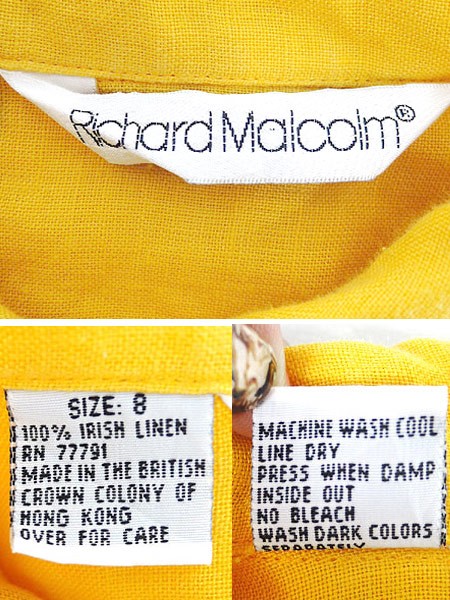 Richard Malcolm®
SIZE: 8
100% IRISH LINEN
RN 77791
MADE IN THE BRITISH
CROWN COLONY OF
HONG KONG
OVER FOR CARE
MACHINE WASH COOL
LINE DRY
PRESS WHEN DAMP
INSIDE OUT
NO BLEACH
WASH DARK COLORS
SEPARATELY